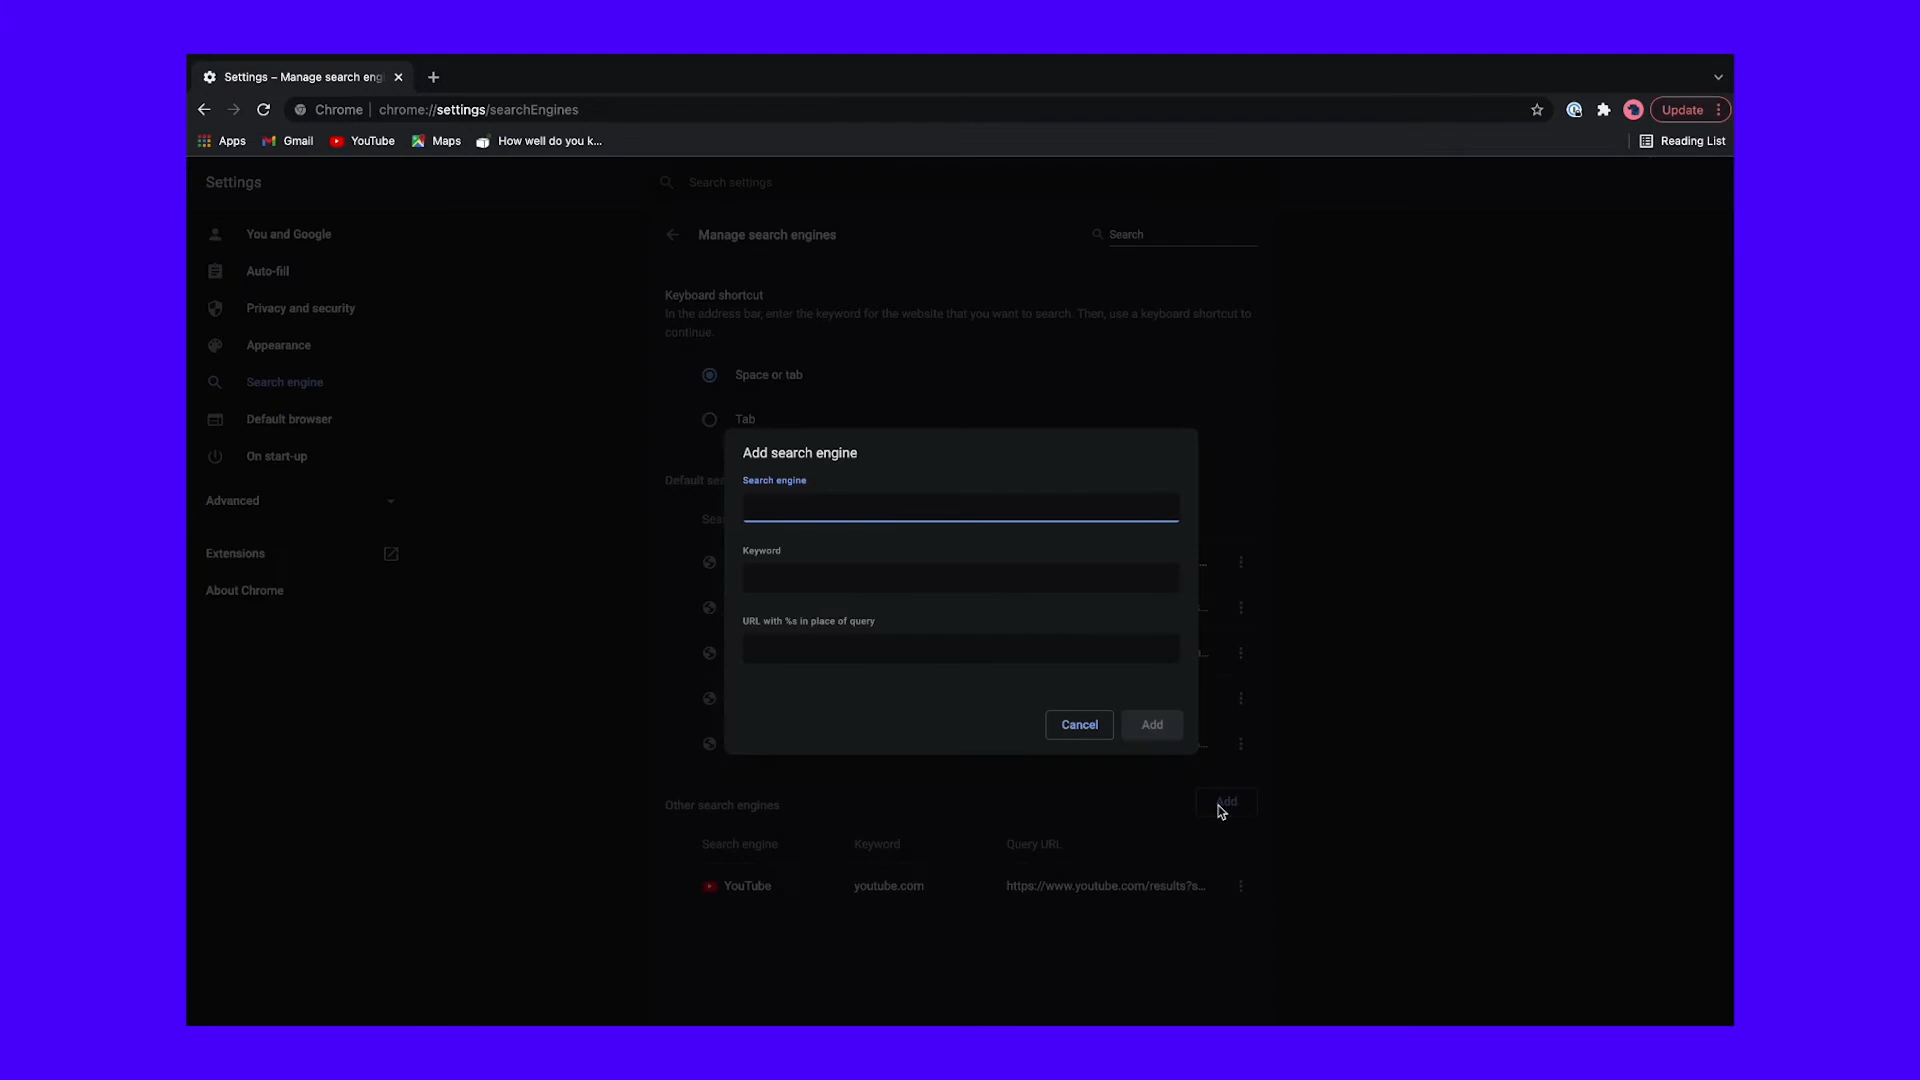 Settings – Manage search eng
Chrome | chrome://settings/searchEngines
Update
Apps
Gmail
YouTube
Maps
How well do you k...
Reading List
Settings
Search settings
You and Google
Auto-fill
Privacy and security
Appearance
Search engine
Default browser
On start-up
Advanced
Extensions
About Chrome
Manage search engines
Search
Keyboard shortcut
In the address bar, enter the keyword for the website that you want to search. Then, use a keyboard shortcut to
continue.
Space or tab
Tab
Default
Add search engine
Search engine
Keyword
URL with %s in place of query
Cancel
Add
Other search engines
Add
Search engine
Keyword
Query URL
YouTube
youtube.com
https://www.youtube.com/results?s...